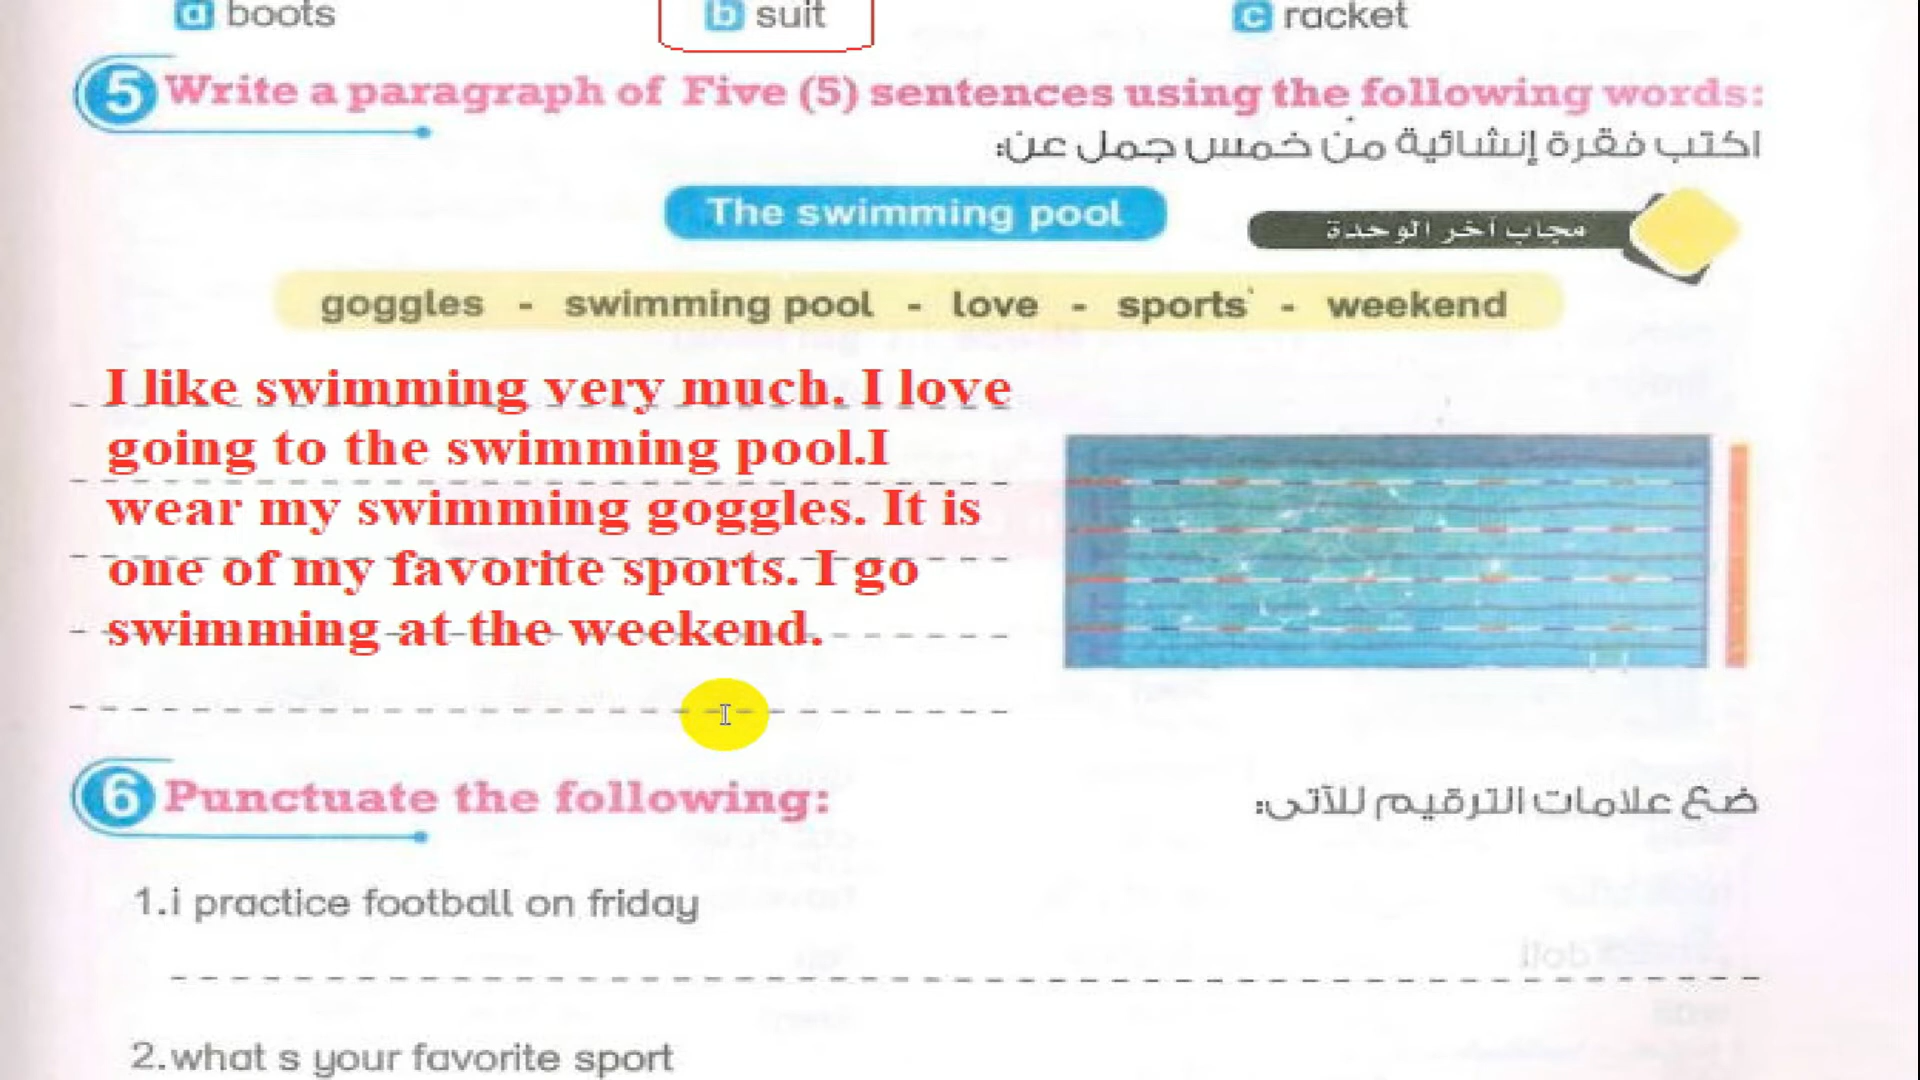 a boots b suit c racket
5 Write a paragraph of Five (5) sentences using the following words:
اكتب فقرة إنشائية من خمس جمل عن:
The swimming pool
مجاب آخر الوحدة
goggles - swimming pool - love - sports - weekend
I like swimming very much. I love
going to the swimming pool.I
wear my swimming goggles. It is
one of my favorite sports. I go
swimming at the weekend.
6 Punctuate the following:
ضع علامات الترقيم للآتى:
1.i practice football on friday
2.what s your favorite sport